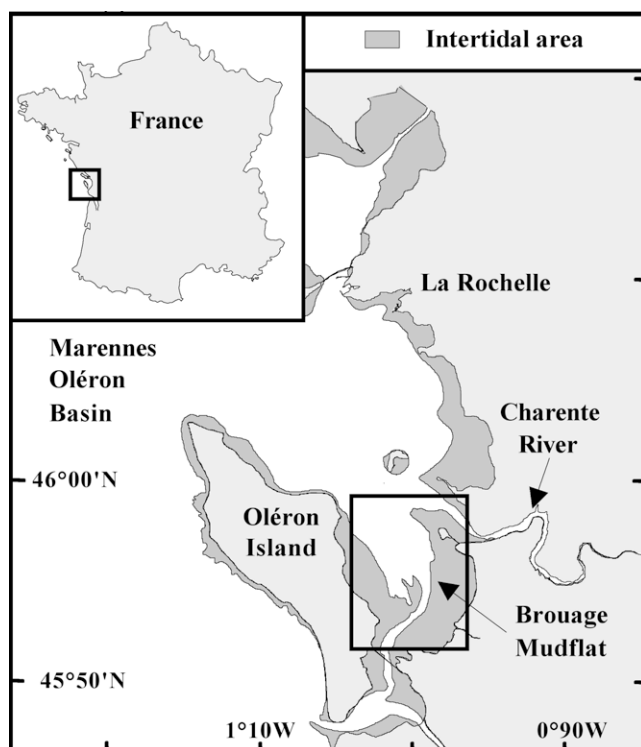 Intertidal area
France
La Rochelle
Marennes
Oléron
Basin
Charente
River
46°00'N
Oléron
Island
Brouage
Mudflat
45°50'N
1°10W
0°90W